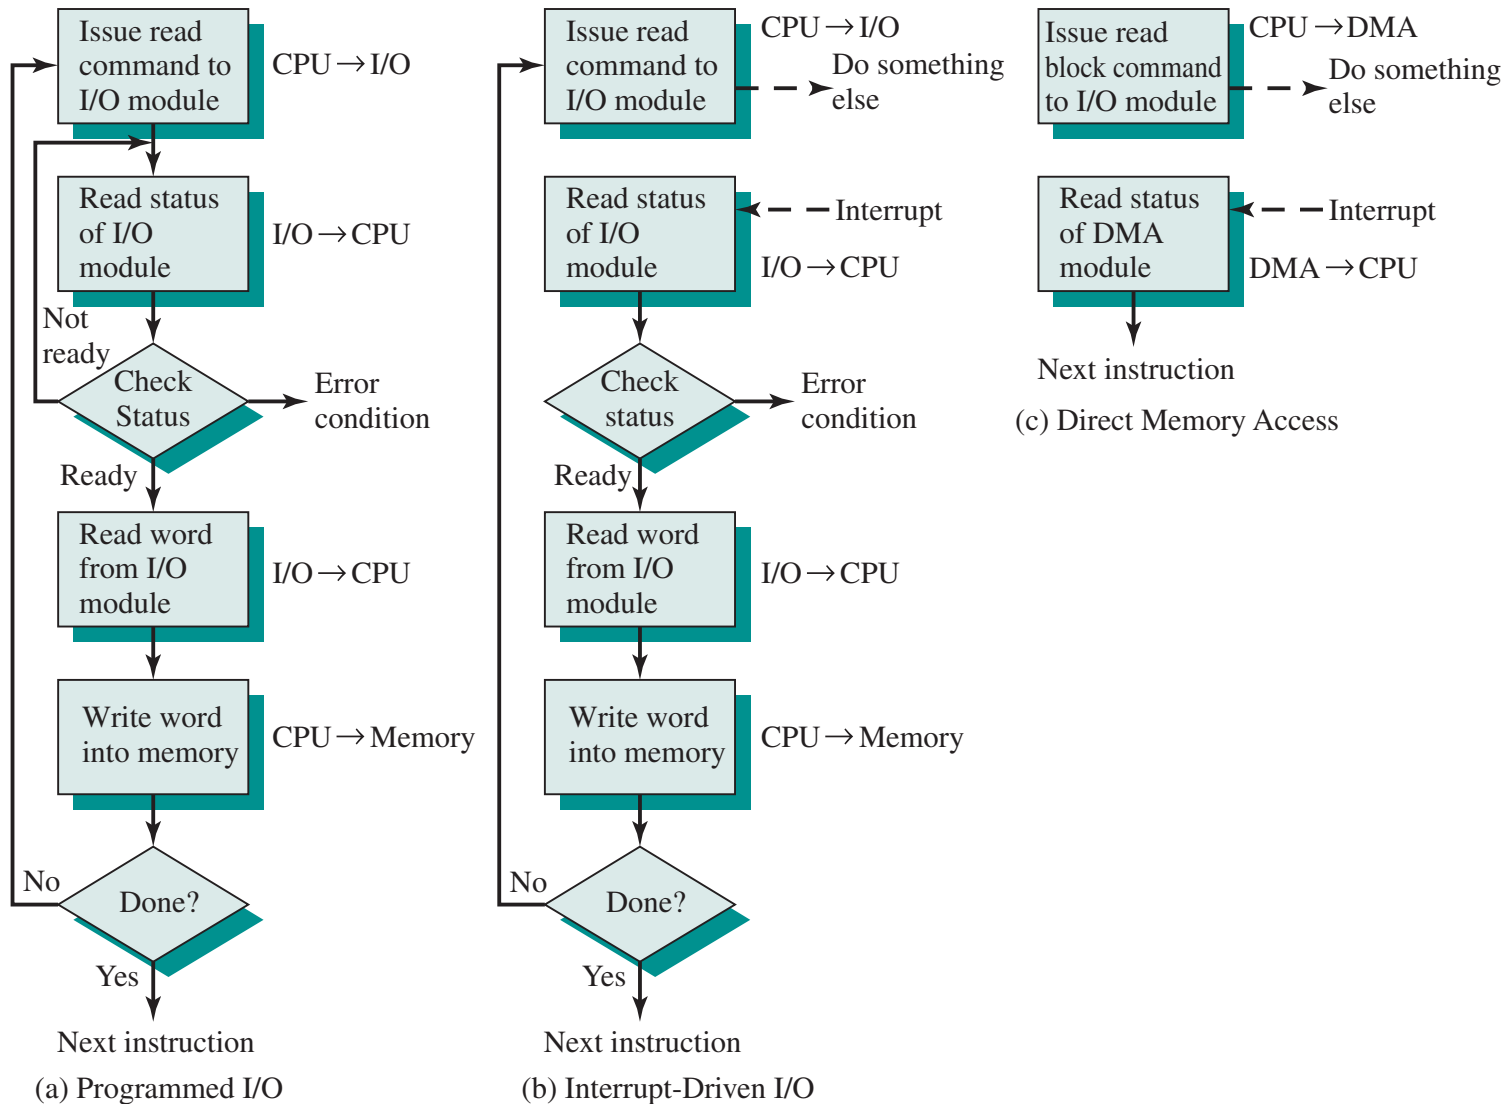 Issue read
command to
I/O module
CPU → I/O
Read status
of I/O
module
I/O → CPU
Not
ready
Check
Status
Error
condition
Ready
Read word
from I/O
module
I/O → CPU
Write word
into memory
CPU → Memory
No
Done?
Yes
Next instruction
(a) Programmed I/O
Issue read
command to
I/O module
CPU → I/O
Do something
else
Read status
of I/O
module
Interrupt
I/O → CPU
Check
status
Error
condition
Ready
Read word
from I/O
module
I/O → CPU
Write word
into memory
CPU → Memory
No
Done?
Yes
Next instruction
(b) Interrupt-Driven I/O
Issue read
block command
to I/O module
CPU → DMA
Do something
else
Read status
of DMA
module
Interrupt
DMA → CPU
Next instruction
(c) Direct Memory Access